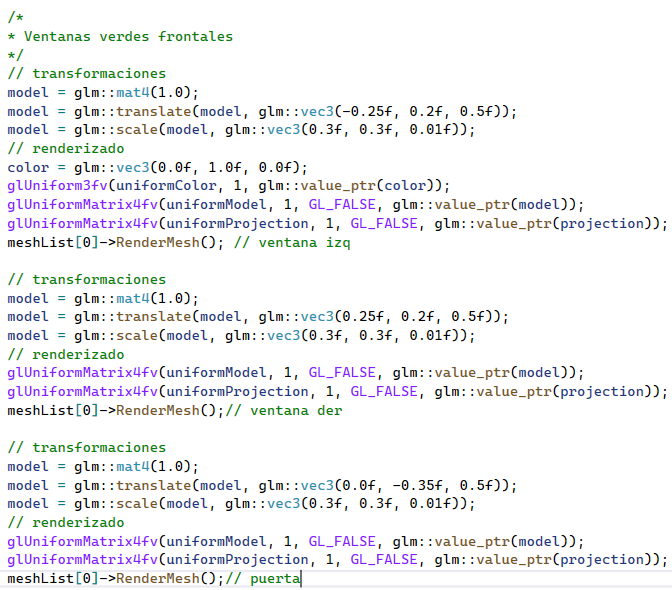 /*
* Ventanas verdes frontales
*/
// transformaciones
model = glm::mat4(1.0);
model = glm::translate(model, glm::vec3(-0.25f, 0.2f, 0.5f));
model = glm::scale(model, glm::vec3(0.3f, 0.3f, 0.01f));
// renderizado
color = glm::vec3(0.0f, 1.0f, 0.0f);
glUniform3fv(uniformColor, 1, glm::value_ptr(color));
glUniformMatrix4fv(uniformModel, 1, GL_FALSE, glm::value_ptr(model));
glUniformMatrix4fv(uniformProjection, 1, GL_FALSE, glm::value_ptr(projection));
meshList[0]->RenderMesh(); // ventana izq

// transformaciones
model = glm::mat4(1.0);
model = glm::translate(model, glm::vec3(0.25f, 0.2f, 0.5f));
model = glm::scale(model, glm::vec3(0.3f, 0.3f, 0.01f));
// renderizado
glUniformMatrix4fv(uniformModel, 1, GL_FALSE, glm::value_ptr(model));
glUniformMatrix4fv(uniformProjection, 1, GL_FALSE, glm::value_ptr(projection));
meshList[0]->RenderMesh();// ventana der

// transformaciones
model = glm::mat4(1.0);
model = glm::translate(model, glm::vec3(0.0f, -0.35f, 0.5f));
model = glm::scale(model, glm::vec3(0.3f, 0.3f, 0.01f));
// renderizado
glUniformMatrix4fv(uniformModel, 1, GL_FALSE, glm::value_ptr(model));
glUniformMatrix4fv(uniformProjection, 1, GL_FALSE, glm::value_ptr(projection));
meshList[0]->RenderMesh();// puerta